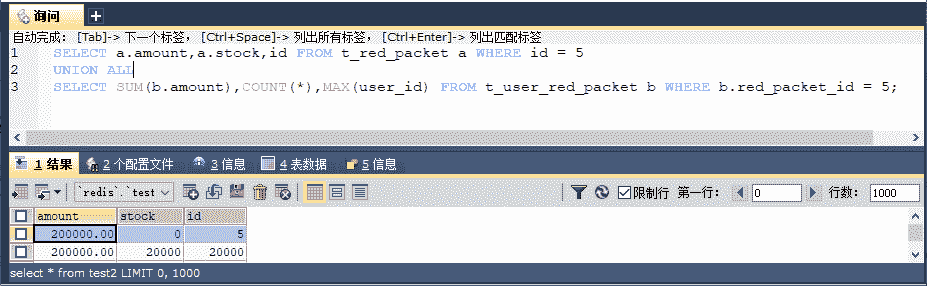 询问
自动完成: [Tab]-> 下一个标签, [Ctrl+Space]-> 列出所有标签, [Ctrl+Enter]-> 列出匹配标签
1 SELECT a.amount,a.stock,id FROM t_red_packet a WHERE id = 5
2 UNION ALL
3 SELECT SUM(b.amount),COUNT(*),MAX(user_id) FROM t_user_red_packet b WHERE b.red_packet_id = 5;
1 结果 2 个配置文件 3 信息 4 表数据 5 信息
`redis`.`test 限制行 第一行: 0 行数: 1000
amount stock id
200000.00 0 5
200000.00 20000 20000
select * from test2 LIMIT 0, 1000